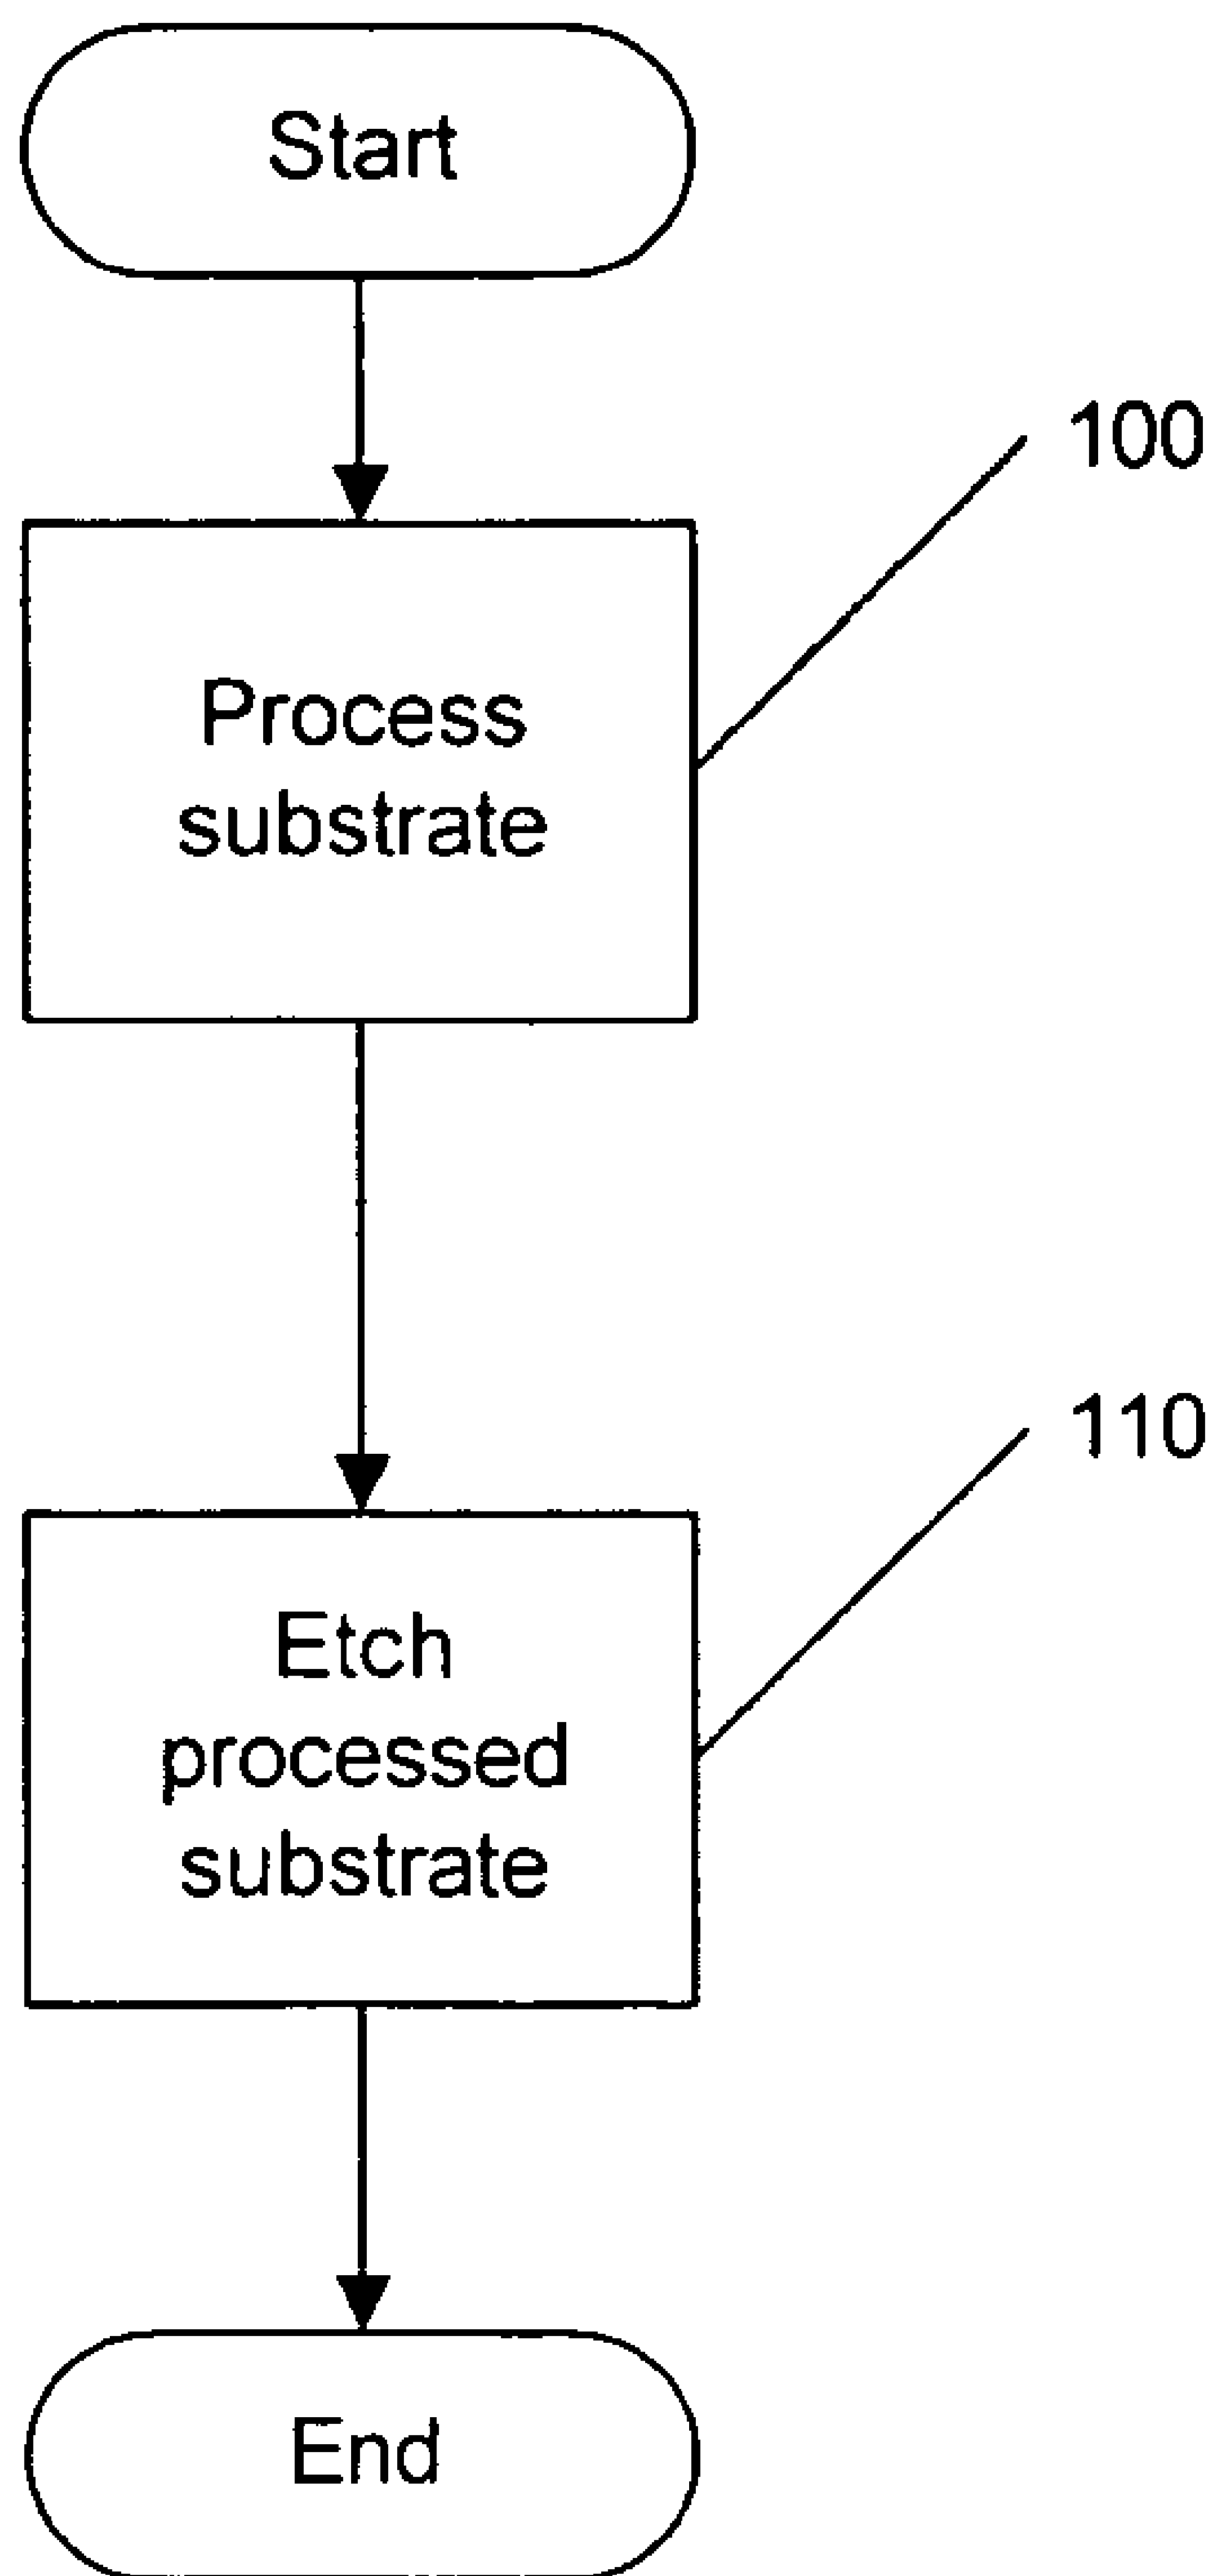 Start
100
Process
substrate
110
Etch
processed
substrate
End